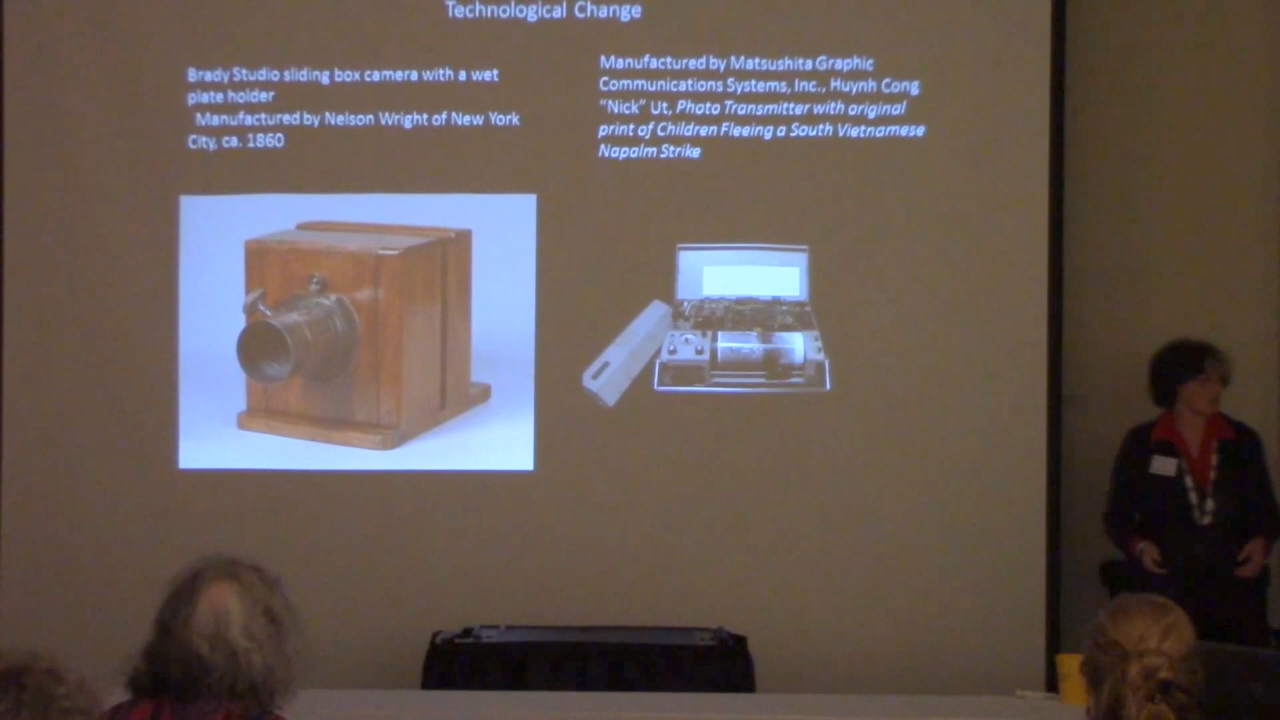 Technological Change
Brady Studio sliding box camera with a wet
plate holder
Manufactured by Nelson Wright of New York
City, ca. 1860
Manufactured by Matsushita Graphic
Communications Systems, Inc., Huynh Cong
“Nick” Ut, Photo Transmitter with original
print of Children Fleeing a South Vietnamese
Napalm Strike